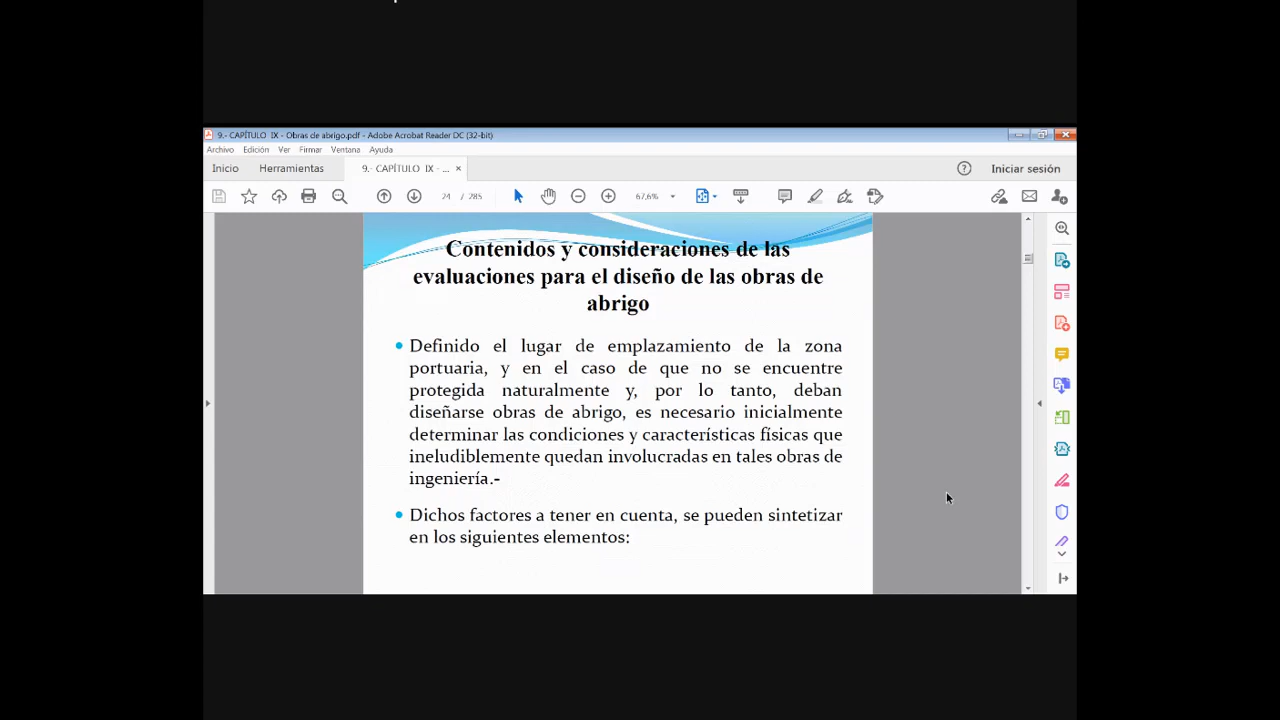 9.- CAPÍTULO IX - Obras de abrigo.pdf - Adobe Acrobat Reader DC (32-bit)
Archivo Edición Ver Firmar Ventana Ayuda
Inicio Herramientas 9.- CAPÍTULO IX - ... × Iniciar sesión
24 / 285 67,6%
Contenidos y consideraciones de las
evaluaciones para el diseño de las obras de
abrigo
Definido el lugar de emplazamiento de la zona
portuaria, y en el caso de que no se encuentre
protegida naturalmente y, por lo tanto, deban
diseñarse obras de abrigo, es necesario inicialmente
determinar las condiciones y características físicas que
ineludiblemente quedan involucradas en tales obras de
ingeniería.-
Dichos factores a tener en cuenta, se pueden sintetizar
en los siguientes elementos: